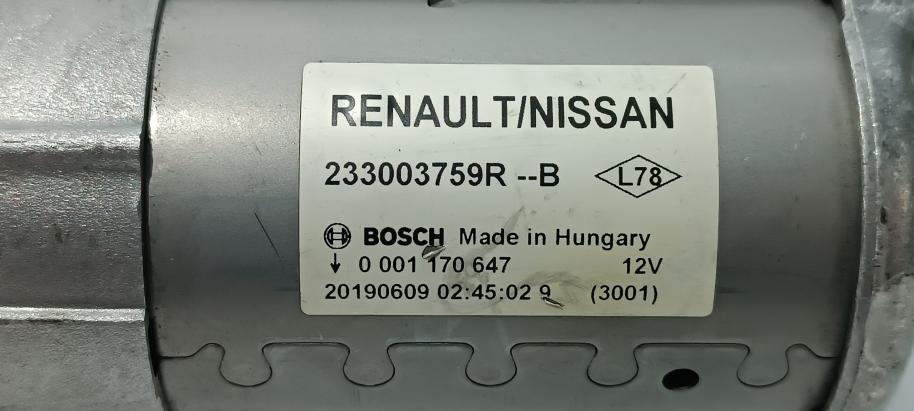 RENAULT/NISSAN
233003759R --B L78
BOSCH Made in Hungary
0 001 170 647 12V
20190609 02:45:02 9 (3001)